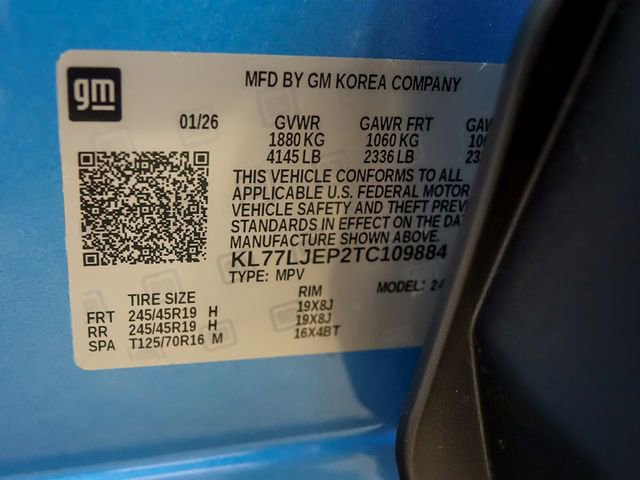 gm
MFD BY GM KOREA COMPANY
01/26 GVWR GAWR FRT
1880 KG 1060 KG
4145 LB 2336 LB
THIS VEHICLE CONFORMS TO ALL
APPLICABLE U.S. FEDERAL MOTOR
VEHICLE SAFETY AND THEFT
STANDARDS IN EFFECT ON THE
MANUFACTURE SHOWN ABOVE.
KL77LJEP2TC109884
TYPE: MPV MODEL:
TIRE SIZE RIM
FRT 245/45R19 H 19X8J
RR 245/45R19 H 19X8J
SPA T125/70R16 M 16X4BT